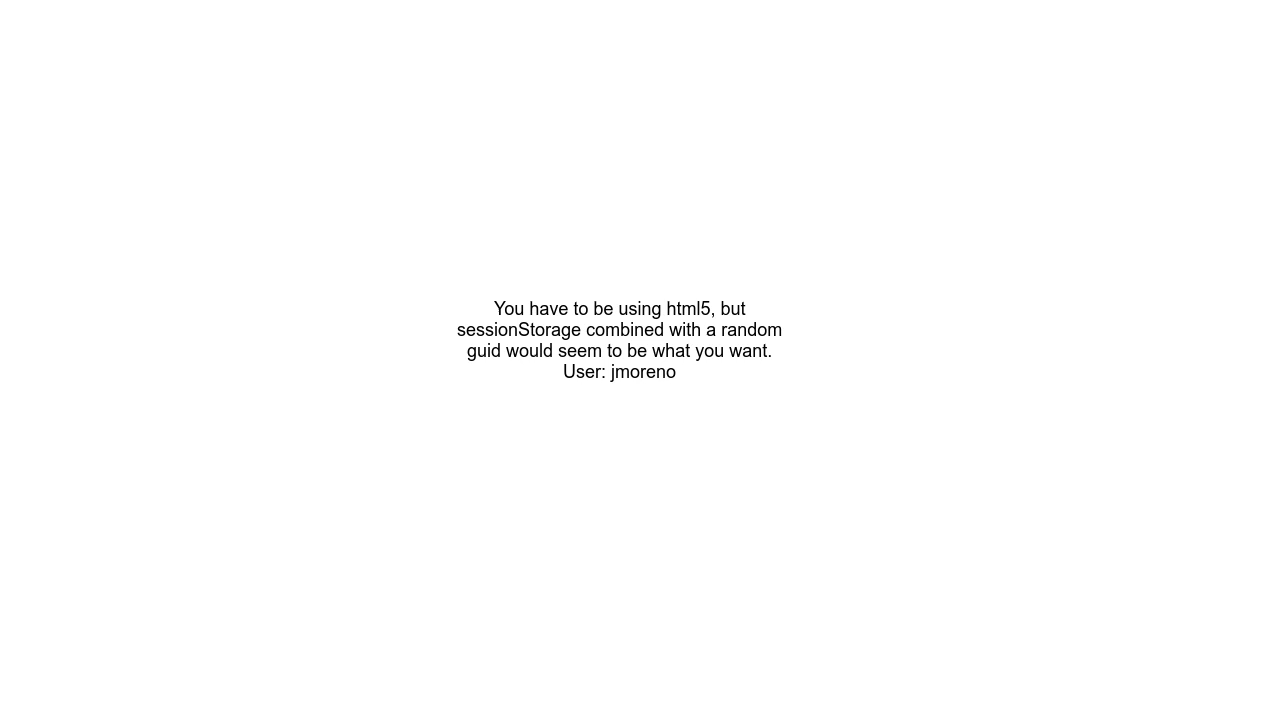 You have to be using html5, but
sessionStorage combined with a random
guid would seem to be what you want.
User: jmoreno